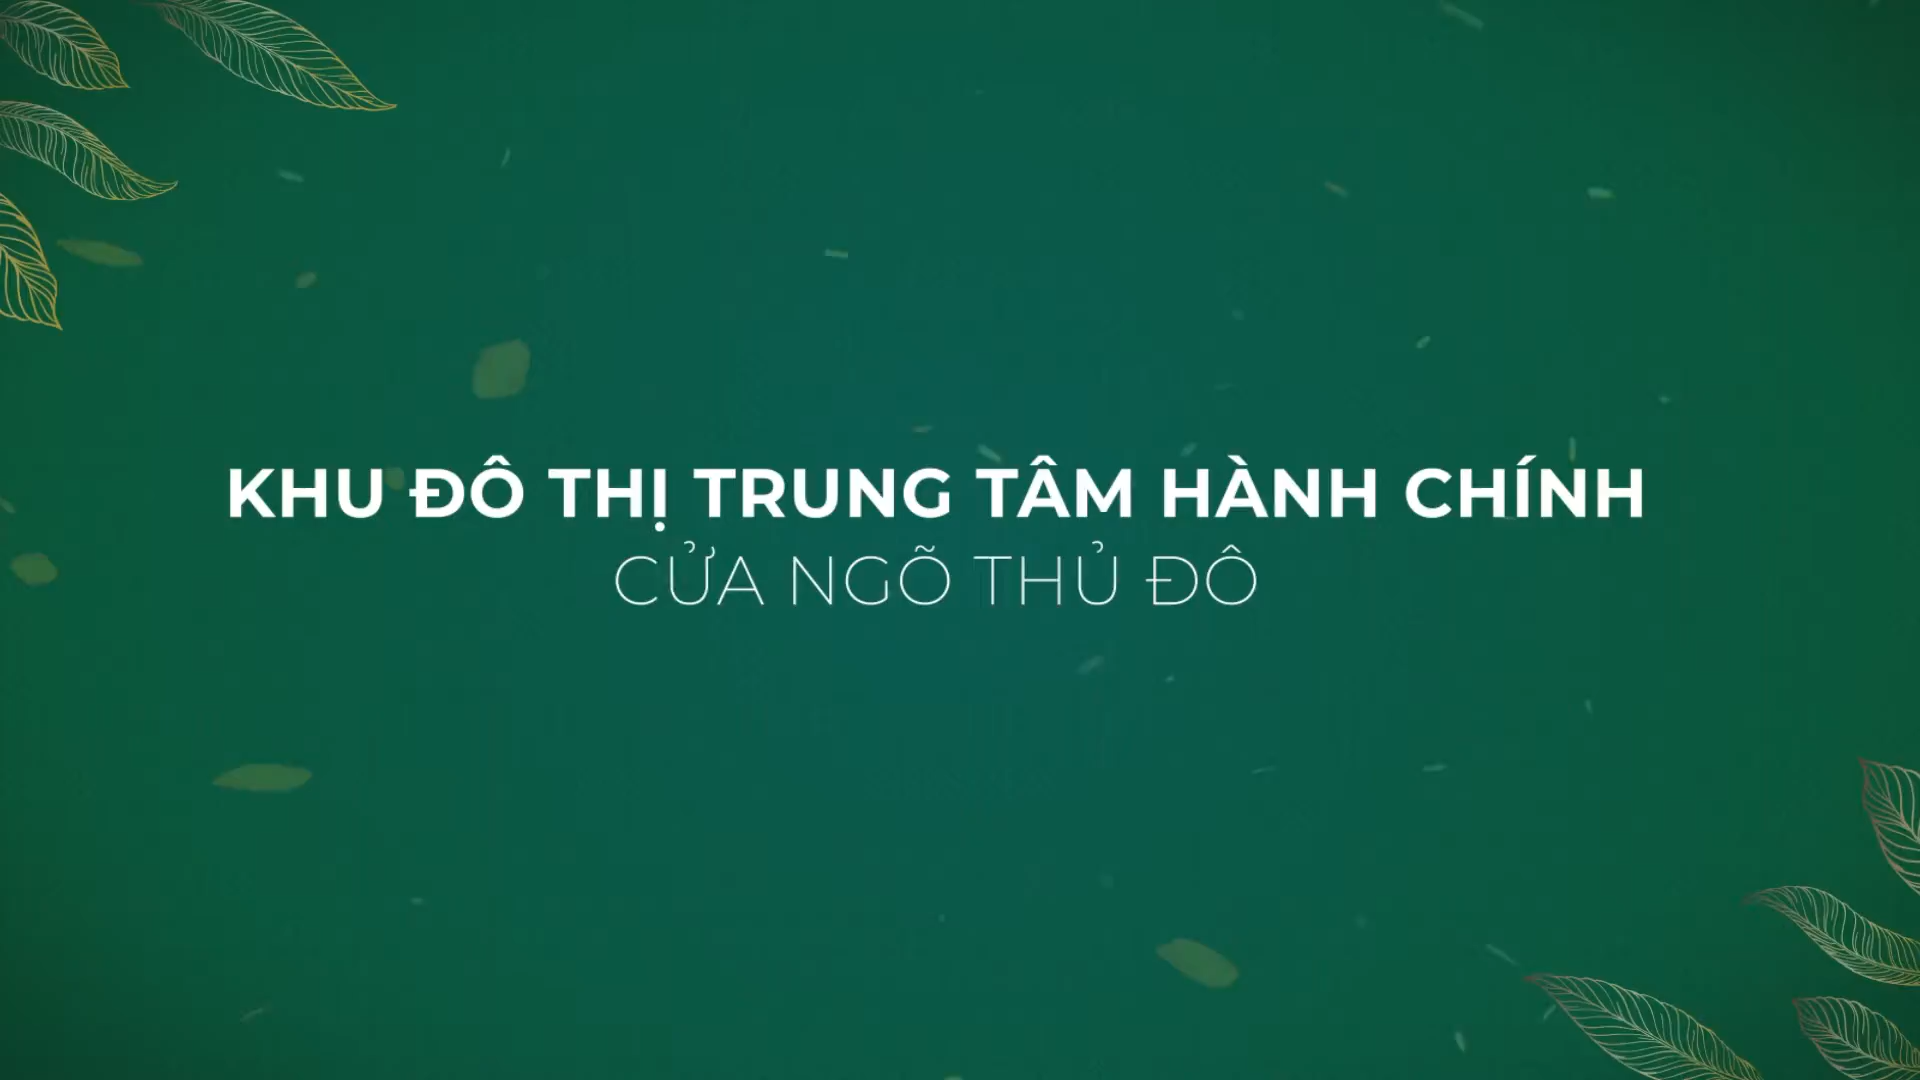 KHU ĐÔ THỊ TRUNG TÂM HÀNH CHÍNH
CỬA NGÕ THỦ ĐÔ